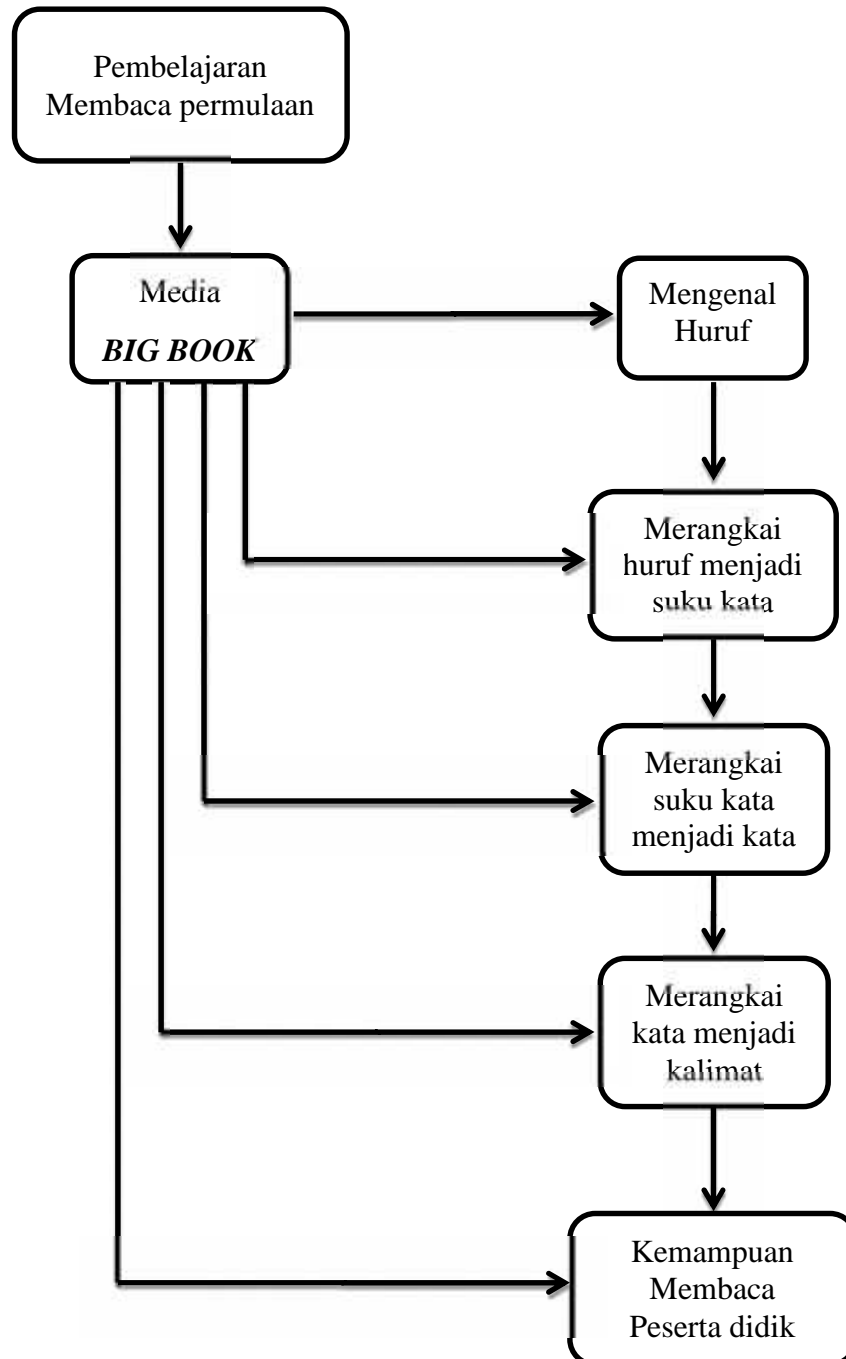 Pembelajaran
Membaca permulaan
Media
BIG BOOK
Mengenal
Huruf
Merangkai
huruf menjadi
suku kata
Merangkai
suku kata
menjadi kata
Merangkai
kata menjadi
kalimat
Kemampuan
Membaca
Peserta didik